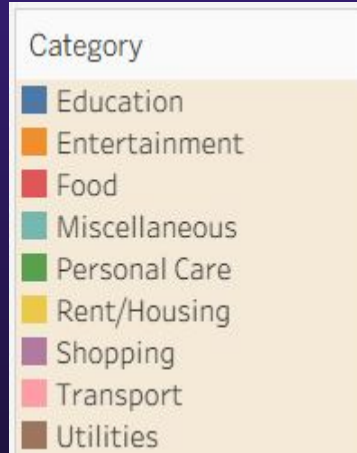 Category
Education
Entertainment
Food
Miscellaneous
Personal Care
Rent/Housing
Shopping
Transport
Utilities